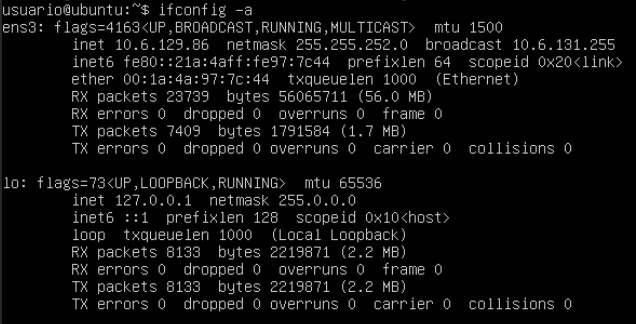 usuario@ubuntu:~$ ifconfig -a
ens3: flags=4163<UP,BROADCAST,RUNNING,MULTICAST>  mtu 1500
        inet 10.6.129.86  netmask 255.255.252.0  broadcast 10.6.131.255
        inet6 fe80::21a:4aff:fe97:7c44  prefixlen 64  scopeid 0x20<link>
        ether 00:1a:4a:97:7c:44  txqueuelen 1000  (Ethernet)
        RX packets 23739  bytes 56065711 (56.0 MB)
        RX errors 0  dropped 0  overruns 0  frame 0
        TX packets 7409  bytes 1791584 (1.7 MB)
        TX errors 0  dropped 0 overruns 0  carrier 0  collisions 0

lo: flags=73<UP,LOOPBACK,RUNNING>  mtu 65536
        inet 127.0.0.1  netmask 255.0.0.0
        inet6 ::1  prefixlen 128  scopeid 0x10<host>
        loop  txqueuelen 1000  (Local Loopback)
        RX packets 8133  bytes 2219871 (2.2 MB)
        RX errors 0  dropped 0  overruns 0  frame 0
        TX packets 8133  bytes 2219871 (2.2 MB)
        TX errors 0  dropped 0 overruns 0  carrier 0  collisions 0